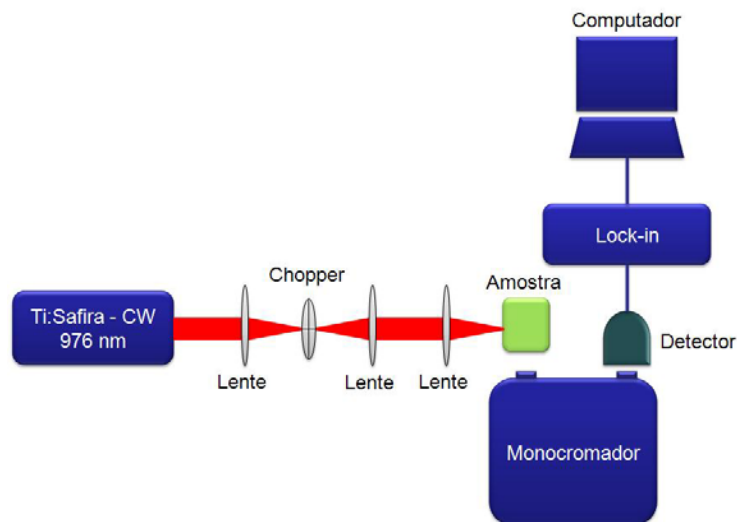 Computador
Lock-in
Chopper
Amostra
Ti:Safira - CW
976 nm
Detector
Lente
Lente
Lente
Monocromador